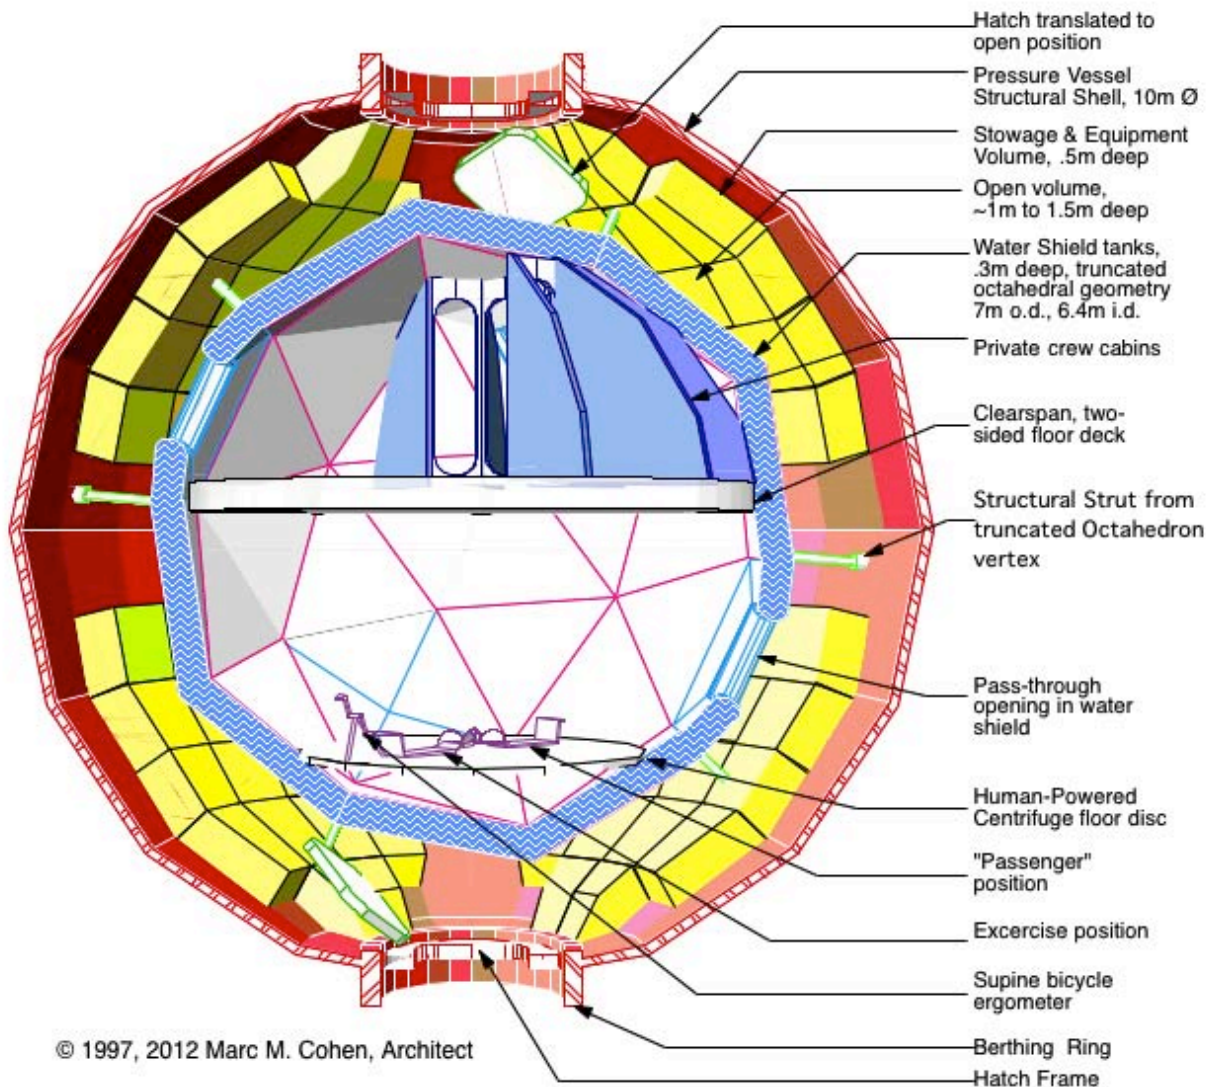 Hatch translated to
open position
Pressure Vessel
Structural Shell, 10m Ø
Stowage & Equipment
Volume, .5m deep
Open volume,
~1m to 1.5m deep
Water Shield tanks,
.3m deep, truncated
octahedral geometry
7m o.d., 6.4m i.d.
Private crew cabins
Clearspan, two-
sided floor deck
Structural Strut from
truncated Octahedron
vertex
Pass-through
opening in water
shield
Human-Powered
Centrifuge floor disc
"Passenger"
position
Excercise position
Supine bicycle
ergometer
Berthing Ring
Hatch Frame
© 1997, 2012 Marc M. Cohen, Architect